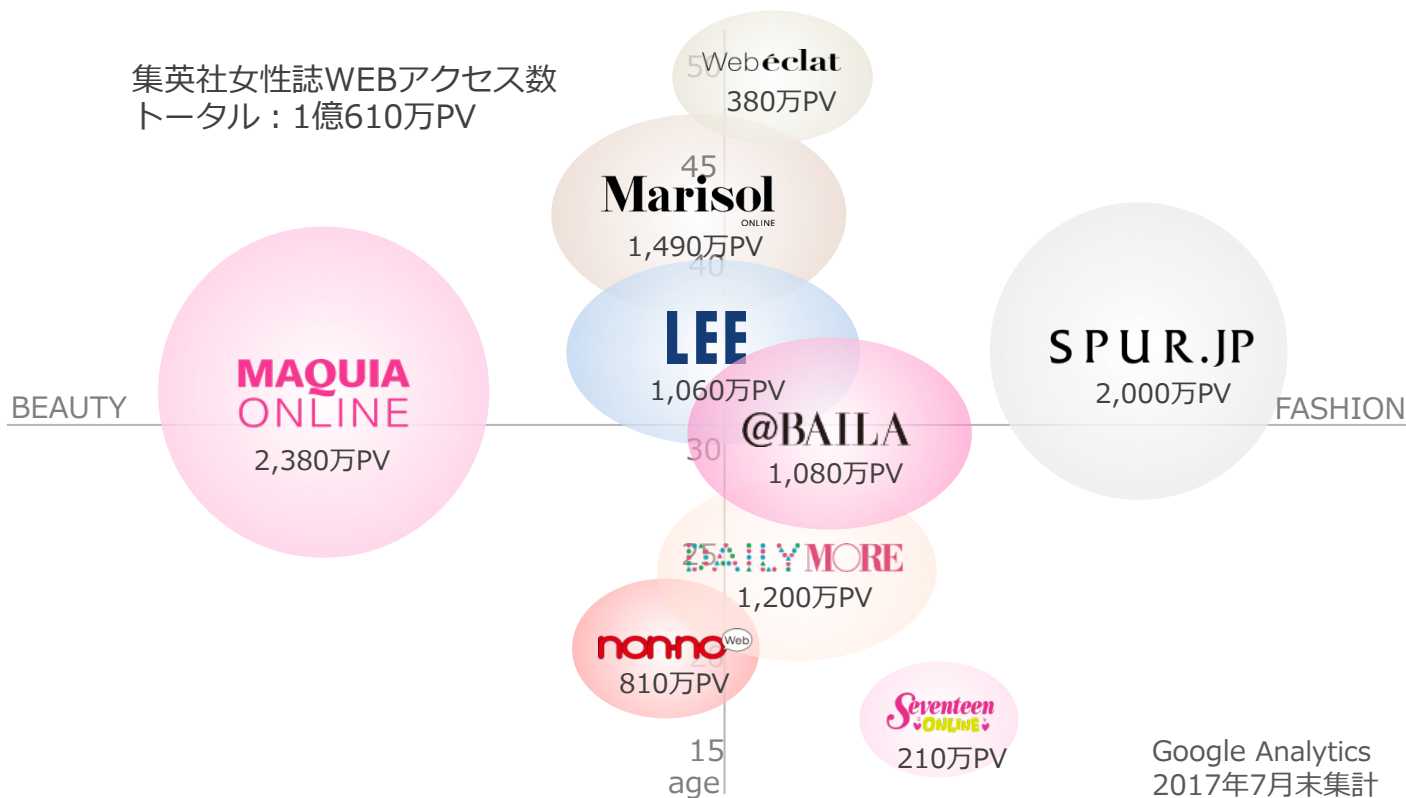 集英社女性誌WEBアクセス数
トータル：1億610万PV
50
Webéclat
380万PV
45
Marisol
ONLINE
1,490万PV
40
LEE
1,060万PV
SPUR.JP
2,000万PV
MAQUIA
ONLINE
2,380万PV
BEAUTY
FASHION
@BAILA
30
1,080万PV
25
DAILY MORE
1,200万PV
non-no Web
20
810万PV
Seventeen
ONLINE
210万PV
15
age
Google Analytics
2017年7月末集計